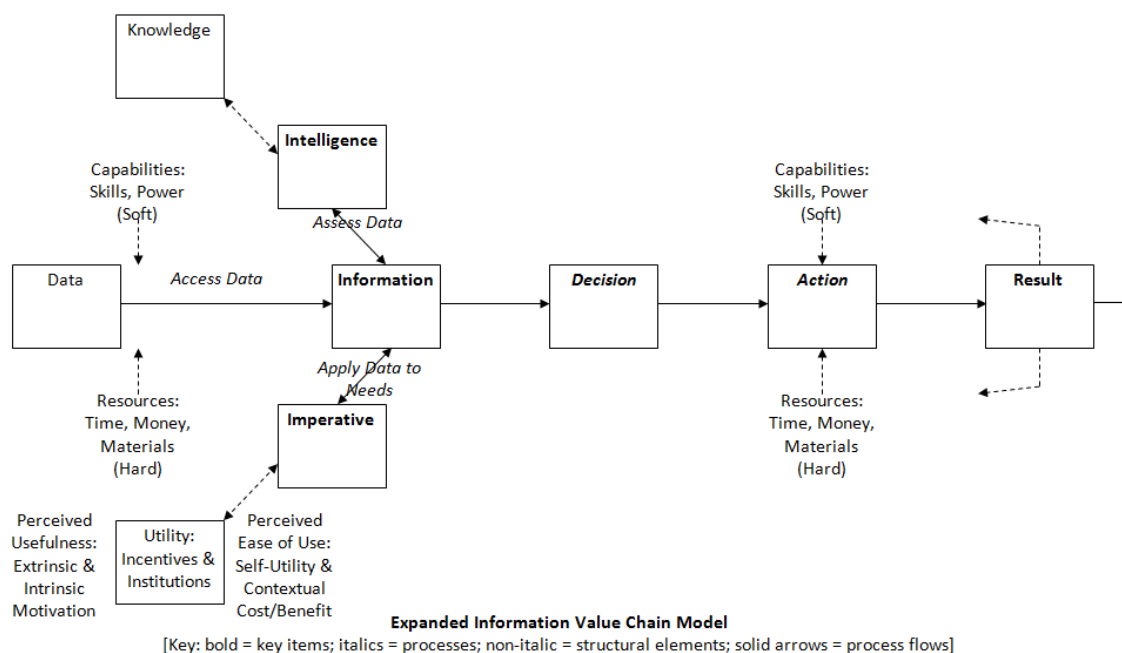 Knowledge
Intelligence
Capabilities:
Skills, Power
(Soft)
Capabilities:
Skills, Power
(Soft)
Assess Data
Data
Access Data
Information
Decision
Action
Result
Apply Data to
Needs
Resources:
Time, Money,
Materials
(Hard)
Resources:
Time, Money,
Materials
(Hard)
Imperative
Perceived
Usefulness:
Extrinsic &
Intrinsic
Motivation
Utility:
Incentives &
Institutions
Perceived
Ease of Use:
Self-Utility &
Contextual
Cost/Benefit
Expanded Information Value Chain Model
[Key: bold = key items; italics = processes; non-italic = structural elements; solid arrows = process flows]